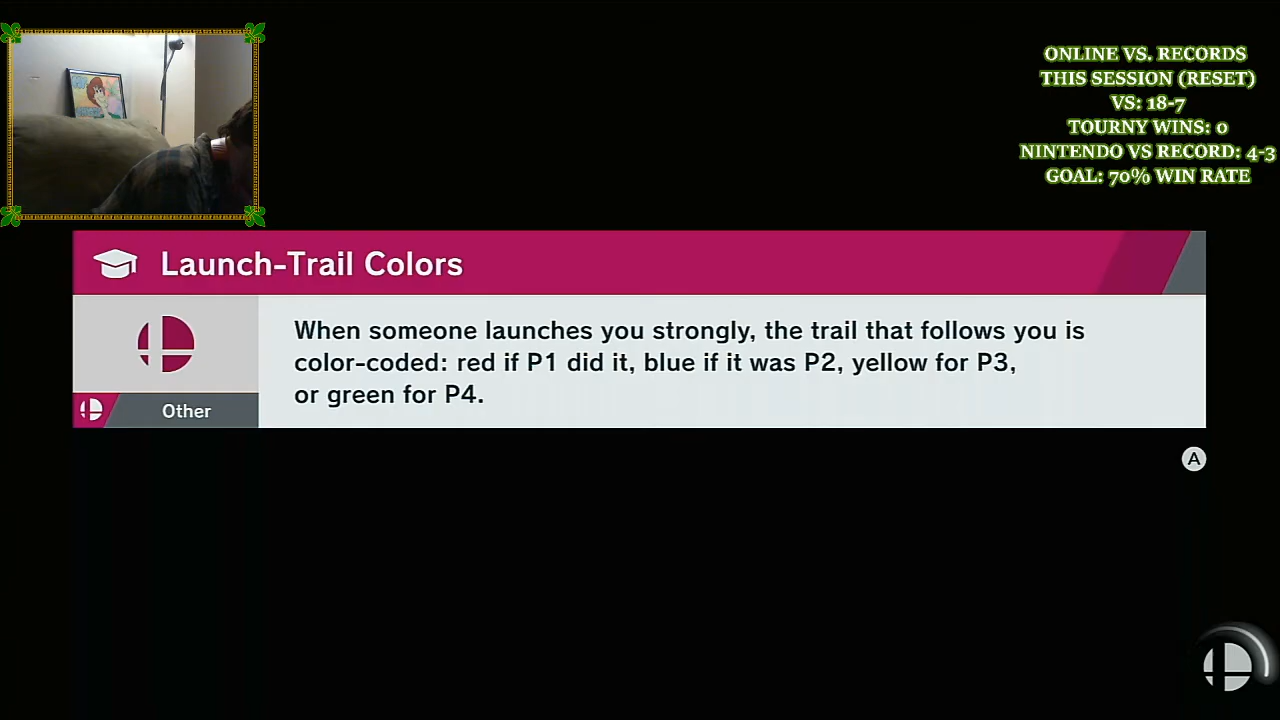 ONLINE VS. RECORDS
THIS SESSION (RESET)
VS: 18-7
TOURNY WINS: 0
NINTENDO VS RECORD: 4-3
GOAL: 70% WIN RATE
Launch-Trail Colors
When someone launches you strongly, the trail that follows you is
color-coded: red if P1 did it, blue if it was P2, yellow for P3,
or green for P4.
Other
A